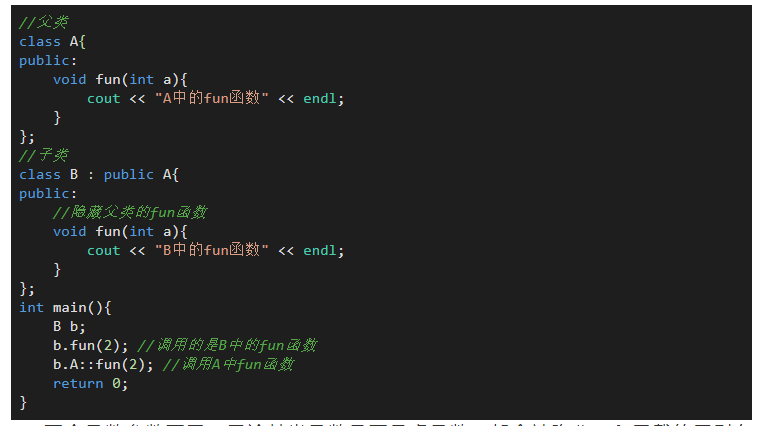 //父类
class A{
public:
    void fun(int a){
        cout << "A中的fun函数" << endl;
    }
};
//子类
class B : public A{
public:
    //隐藏父类的fun函数
    void fun(int a){
        cout << "B中的fun函数" << endl;
    }
};
int main(){
    B b;
    b.fun(2); //调用的是B中的fun函数
    b.A::fun(2); //调用A中fun函数
    return 0;
}